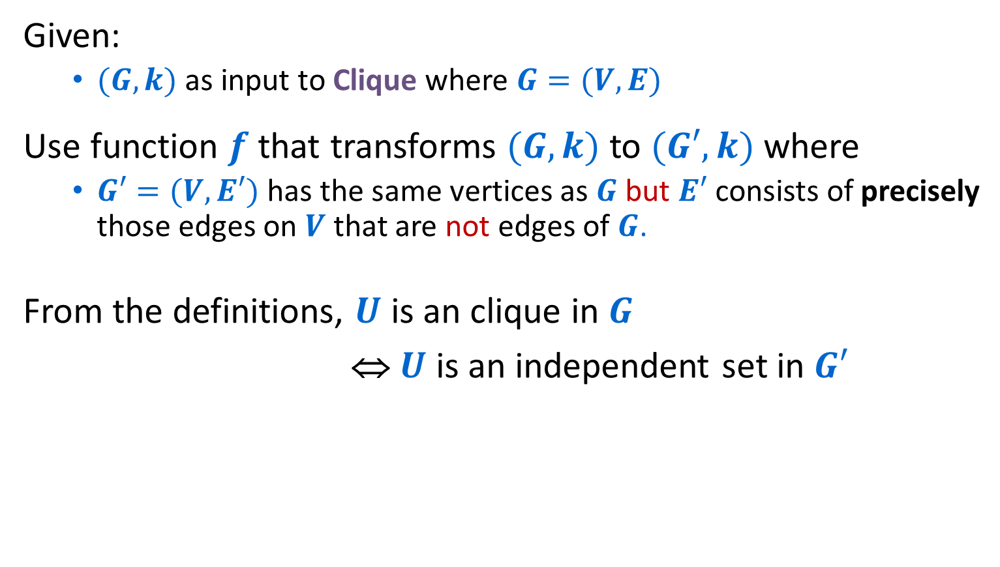 Given:
• (G, k) as input to Clique where G = (V, E)
Use function f that transforms (G, k) to (G′, k) where
• G′ = (V, E′) has the same vertices as G but E′ consists of precisely
those edges on V that are not edges of G.
From the definitions, U is an clique in G
⇔ U is an independent set in G′